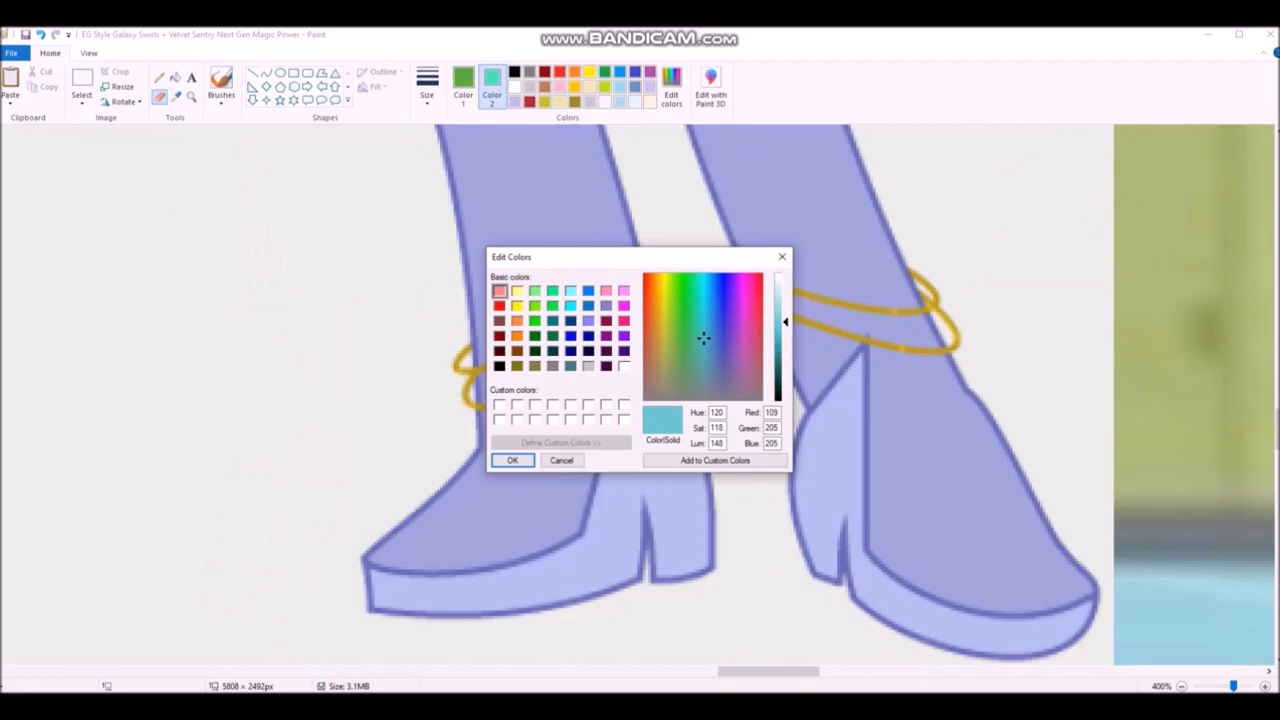 EG Style Galaxy Swirls + Velvet Sentry Next Gen Magic Power - Paint
www.BANDICAM.com
File Home View
Paste
Cut
Copy
Clipboard
Select
Crop
Resize
Rotate
Image
Tools
Brushes
Outline
Fill
Shapes
Size
Color 1
Color 2
Edit colors
Colors
Edit with Paint 3D
Edit Colors
Basic colors:
Custom colors:
Define Custom Colors >>
OK Cancel
Color|Solid
Hue: 120 Red: 109
Sat: 118 Green: 205
Lum: 148 Blue: 205
Add to Custom Colors
5808 × 2492px Size: 3.1MB 400%